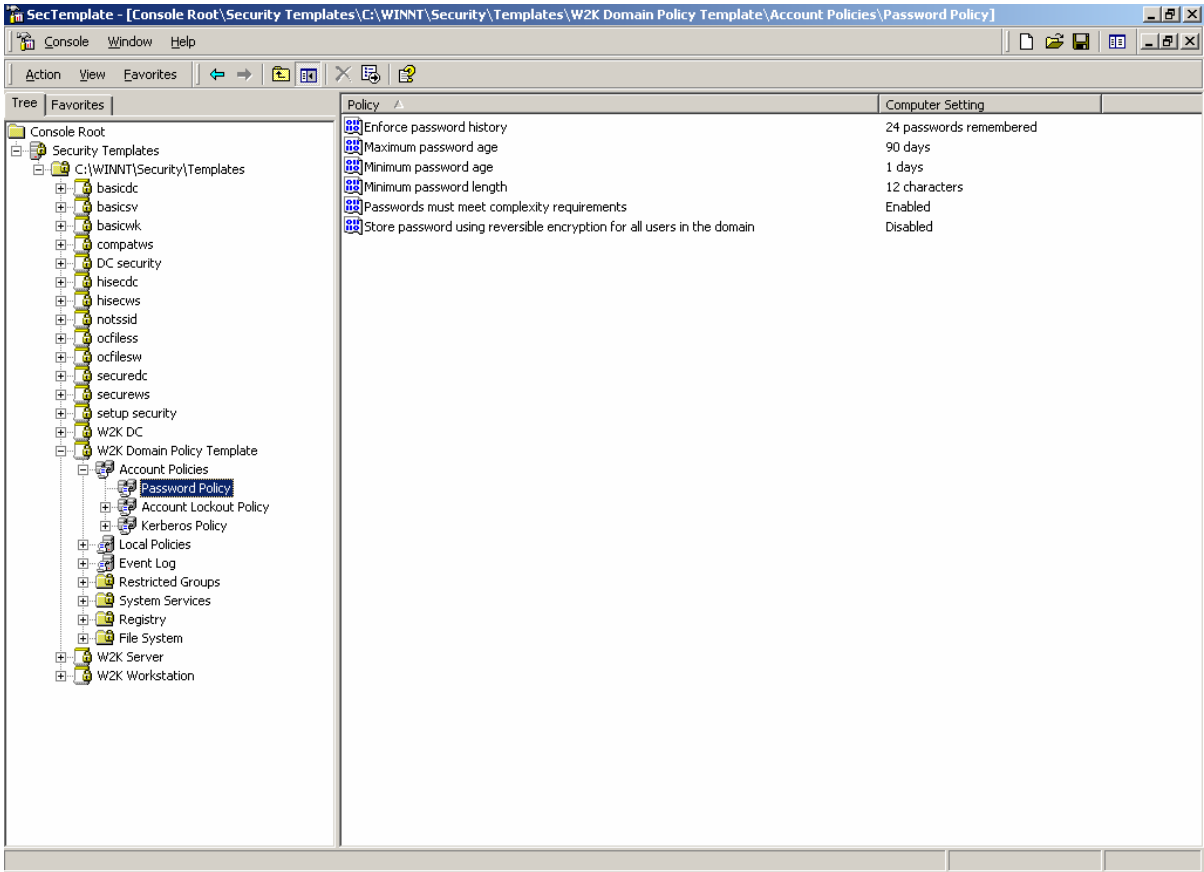 SecTemplate - [Console Root\Security Templates\C:\WINNT\Security\Templates\W2K Domain Policy Template\Account Policies\Password Policy]
Console Window Help
Action View Favorites
Tree Favorites
Policy Computer Setting
Console Root
Security Templates
C:\WINNT\Security\Templates
basicdc
basicsv
basicwk
compatws
DC security
hisecdc
hisecws
notssid
ocfiless
ocfilesw
securedc
securews
setup security
W2K DC
W2K Domain Policy Template
Account Policies
Password Policy
Account Lockout Policy
Kerberos Policy
Local Policies
Event Log
Restricted Groups
System Services
Registry
File System
W2K Server
W2K Workstation
Enforce password history 24 passwords remembered
Maximum password age 90 days
Minimum password age 1 days
Minimum password length 12 characters
Passwords must meet complexity requirements Enabled
Store password using reversible encryption for all users in the domain Disabled